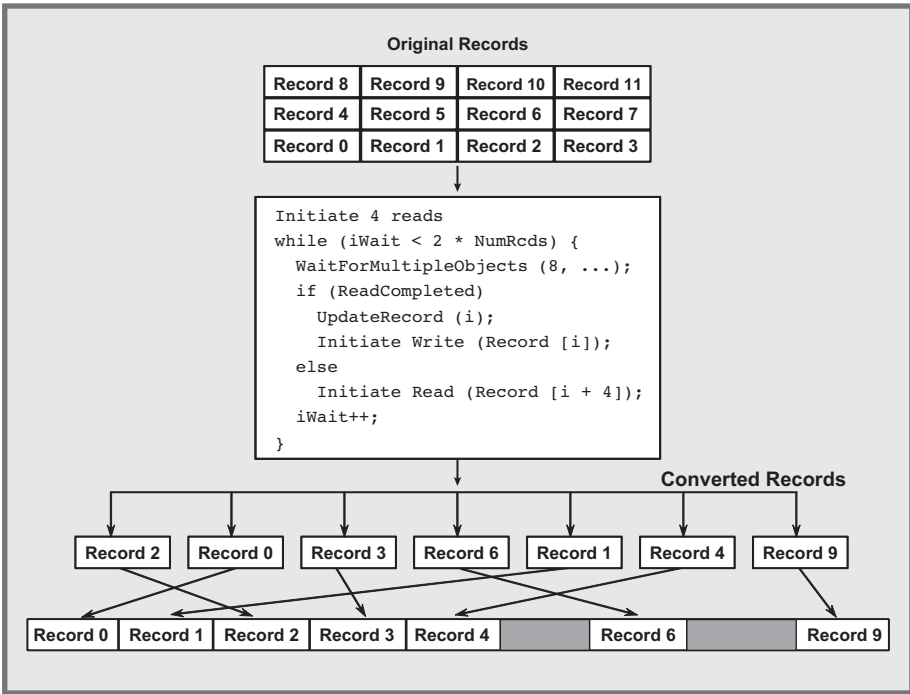 Original Records
Record 8 Record 9 Record 10 Record 11
Record 4 Record 5 Record 6 Record 7
Record 0 Record 1 Record 2 Record 3
Initiate 4 reads
while (iWait < 2 * NumRcds) {
WaitForMultipleObjects (8, ...);
if (ReadCompleted)
UpdateRecord (i);
Initiate Write (Record [i]);
else
Initiate Read (Record [i + 4]);
iWait++;
}
Converted Records
Record 2 Record 0 Record 3 Record 6 Record 1 Record 4 Record 9
Record 0 Record 1 Record 2 Record 3 Record 4 Record 6 Record 9